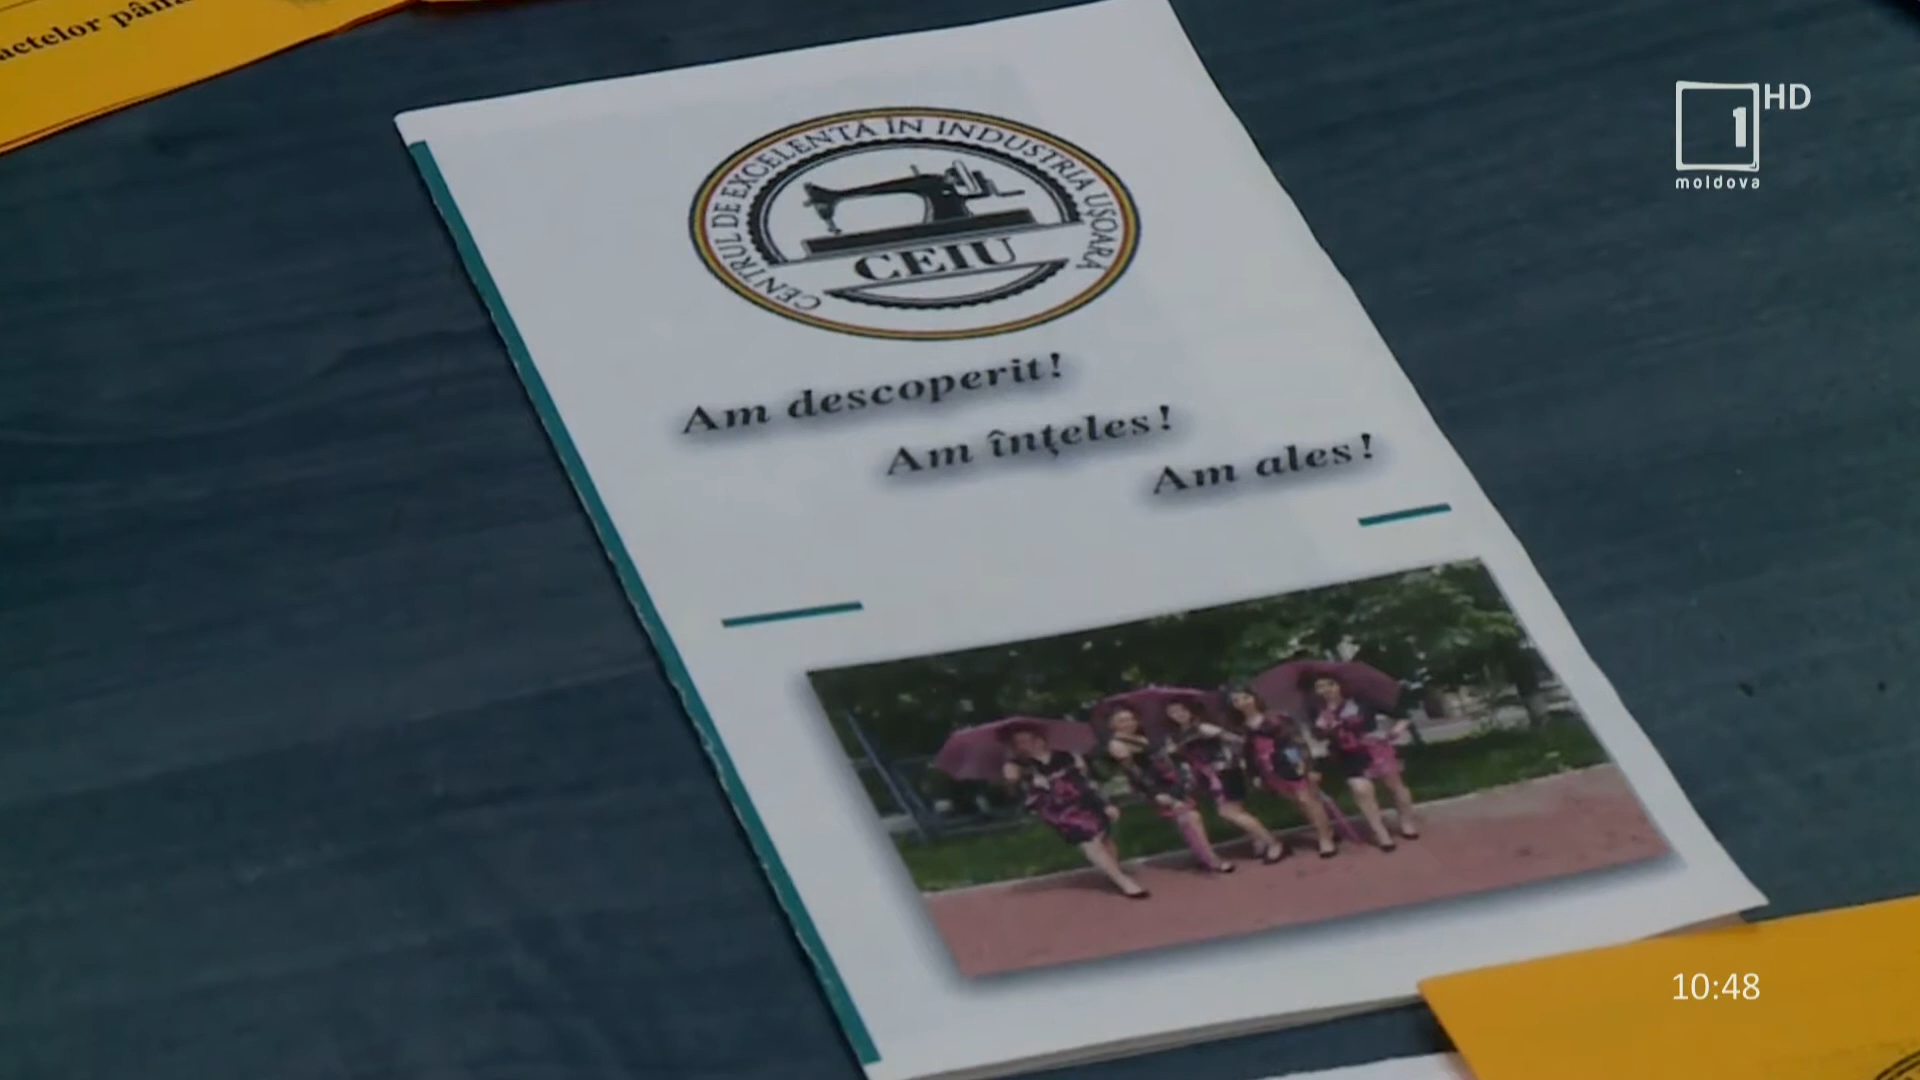 actelor până
HD
1
moldova
CENTRUL DE EXCELENȚĂ ÎN INDUSTRIA UȘOARĂ
CEIU
Am descoperit!
Am înțeles!
Am ales!
10:48